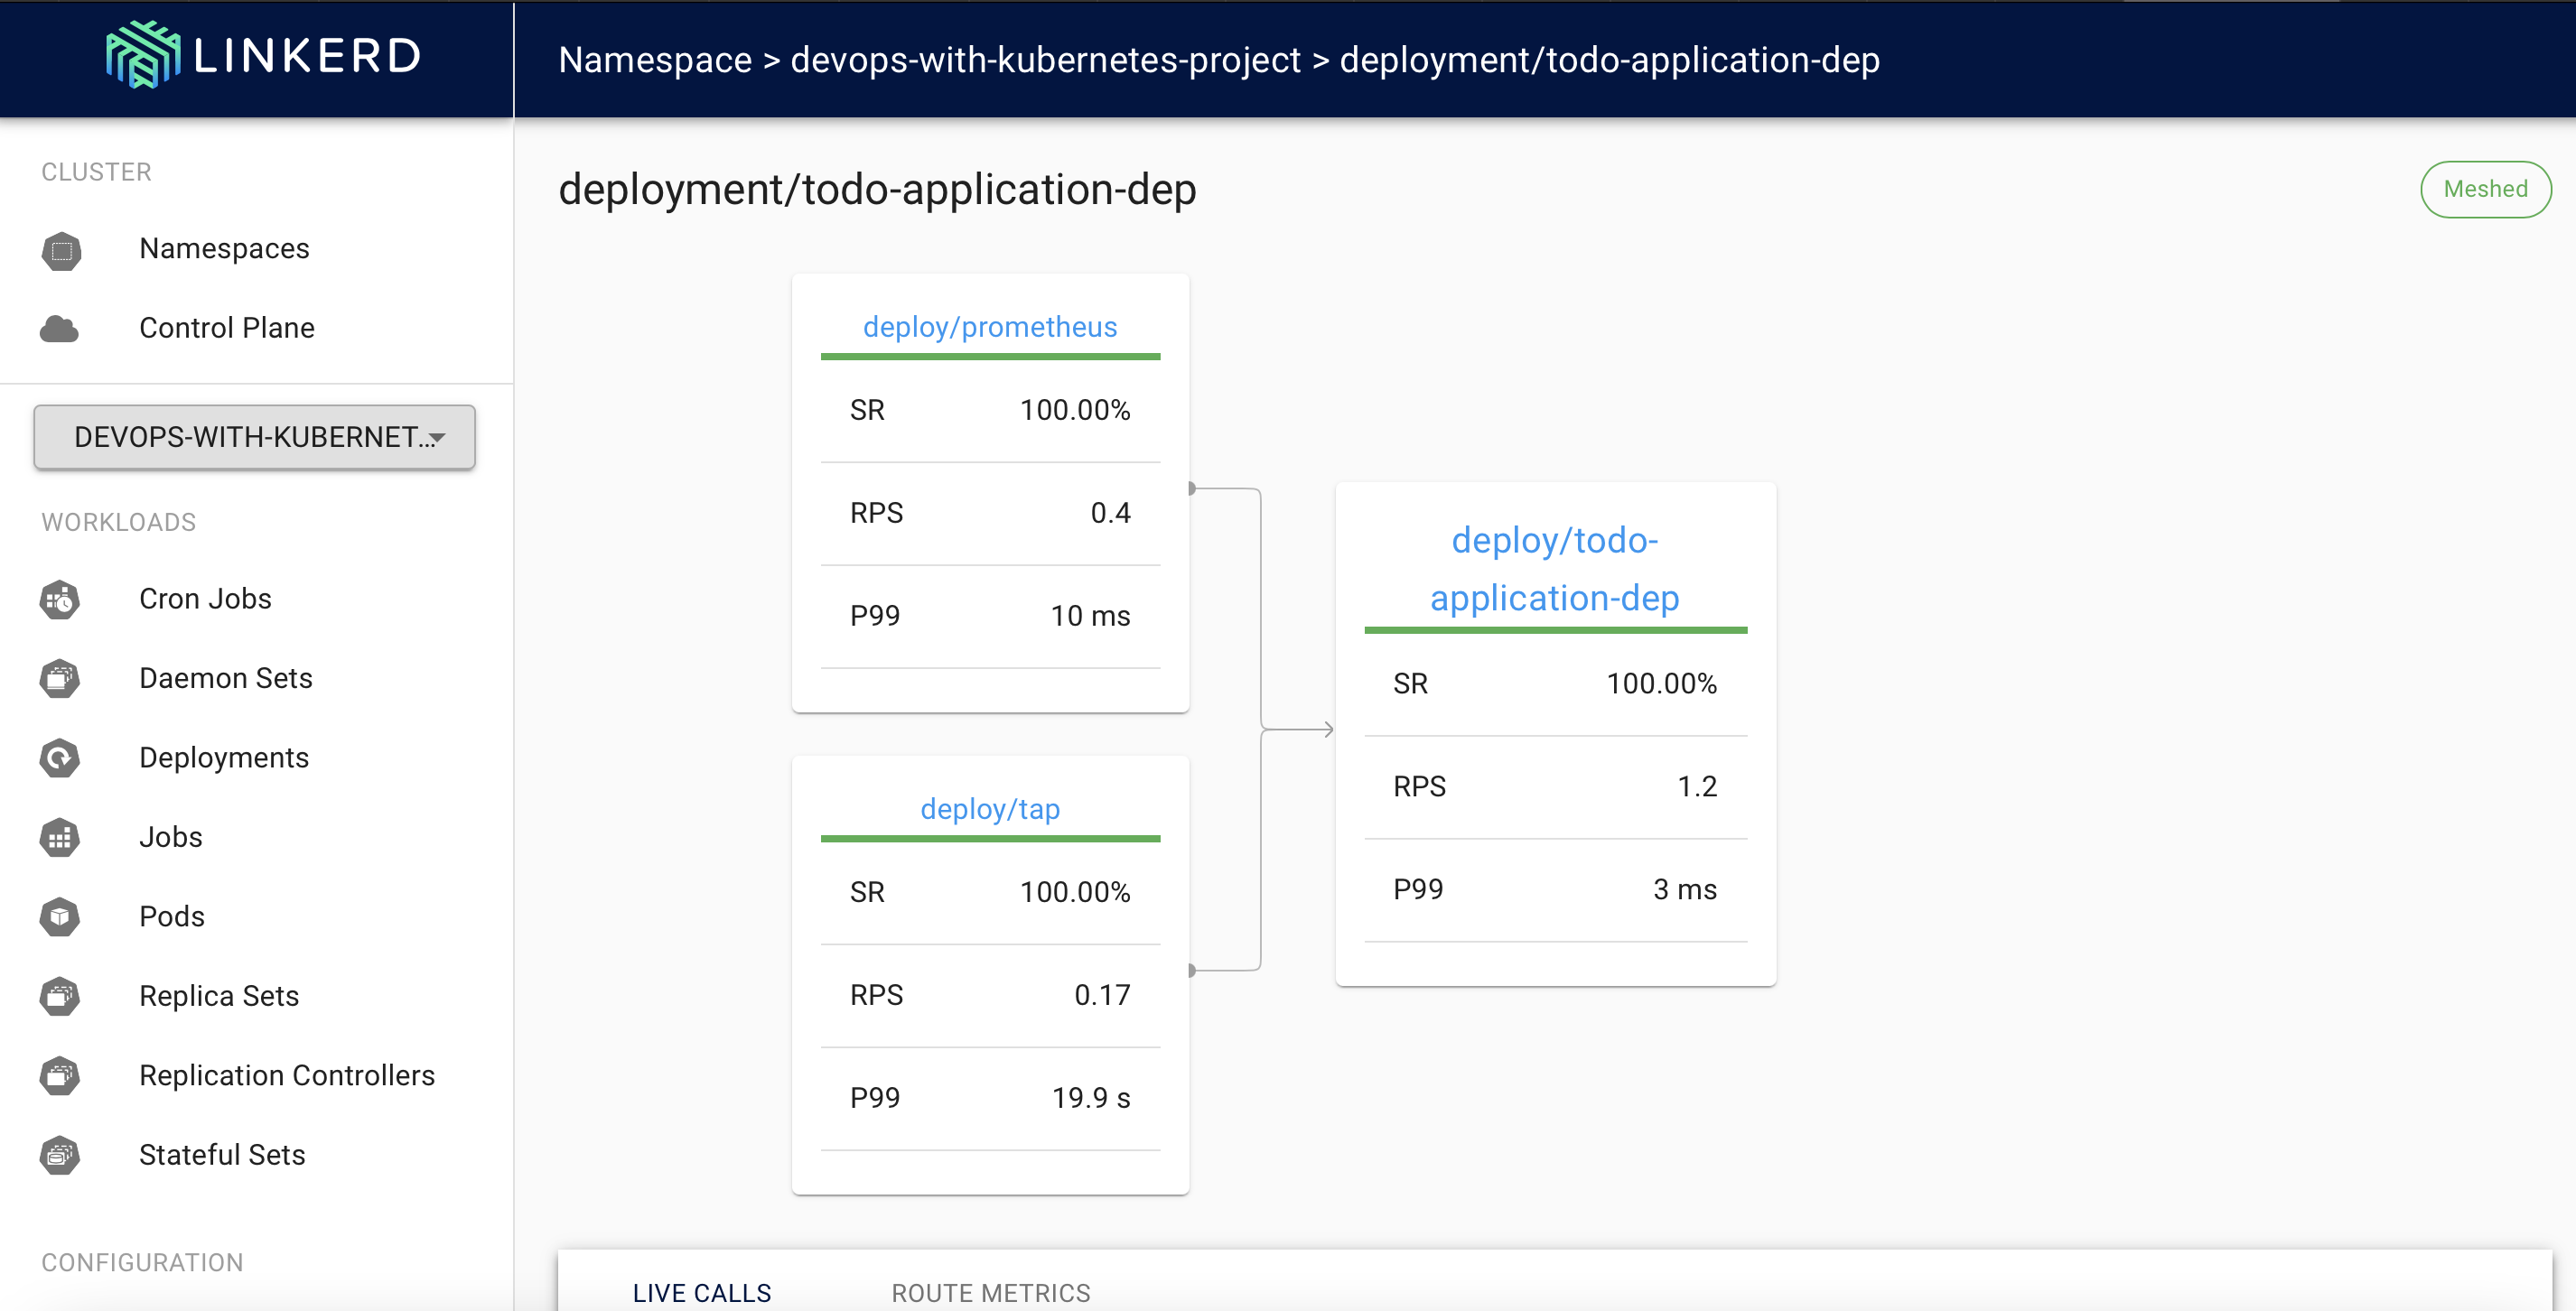 LINKERD
Namespace > devops-with-kubernetes-project > deployment/todo-application-dep
CLUSTER
Namespaces
Control Plane
DEVOPS-WITH-KUBERNET...
WORKLOADS
Cron Jobs
Daemon Sets
Deployments
Jobs
Pods
Replica Sets
Replication Controllers
Stateful Sets
CONFIGURATION
deployment/todo-application-dep
Meshed
deploy/prometheus
SR 100.00%
RPS 0.4
P99 10 ms
deploy/tap
SR 100.00%
RPS 0.17
P99 19.9 s
deploy/todo-
application-dep
SR 100.00%
RPS 1.2
P99 3 ms
LIVE CALLS
ROUTE METRICS